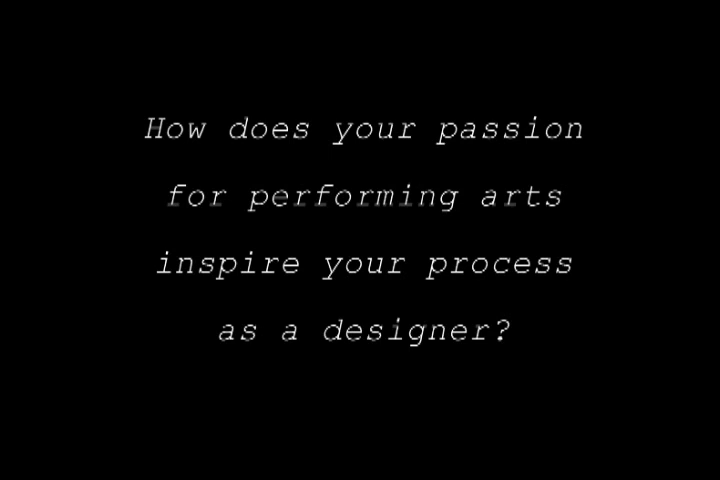 How does your passion
for performing arts
inspire your process
as a designer?